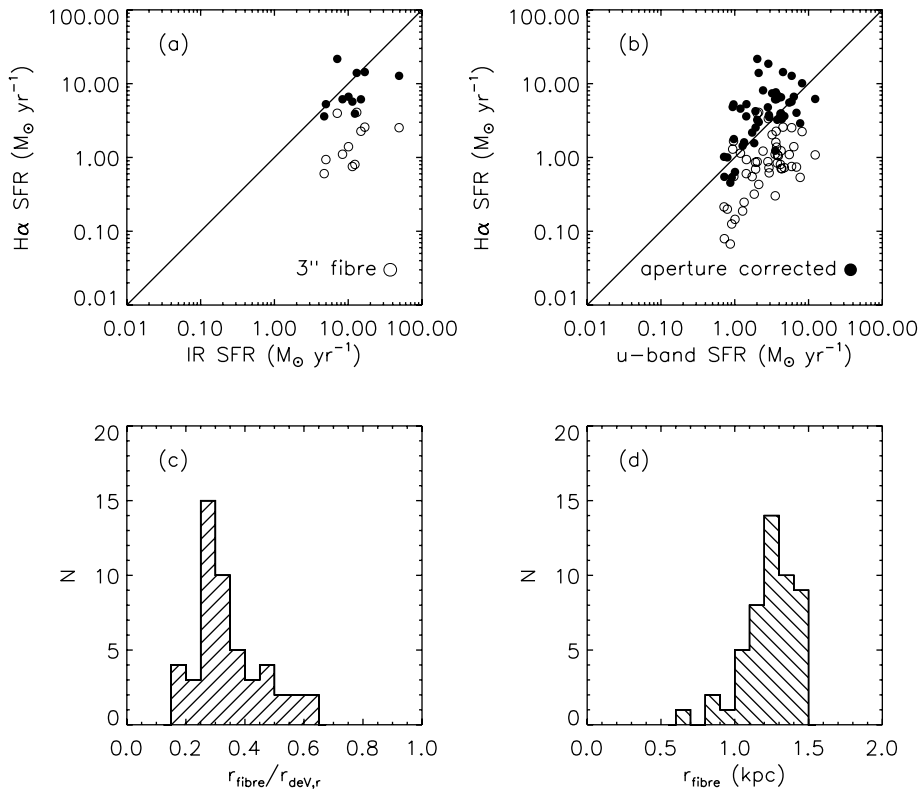 (a)
100.00
10.00
1.00
0.10
0.01
Hα SFR (M⊙ yr⁻¹)
3'' fibre
0.01 0.10 1.00 10.00 100.00
IR SFR (M⊙ yr⁻¹)
(b)
100.00
10.00
1.00
0.10
0.01
Hα SFR (M⊙ yr⁻¹)
aperture corrected
0.01 0.10 1.00 10.00 100.00
u-band SFR (M⊙ yr⁻¹)
(c)
20
15
10
5
0
N
0.0 0.2 0.4 0.6 0.8 1.0
r_fibre/r_deV,r
(d)
20
15
10
5
0
N
0.0 0.5 1.0 1.5 2.0
r_fibre (kpc)